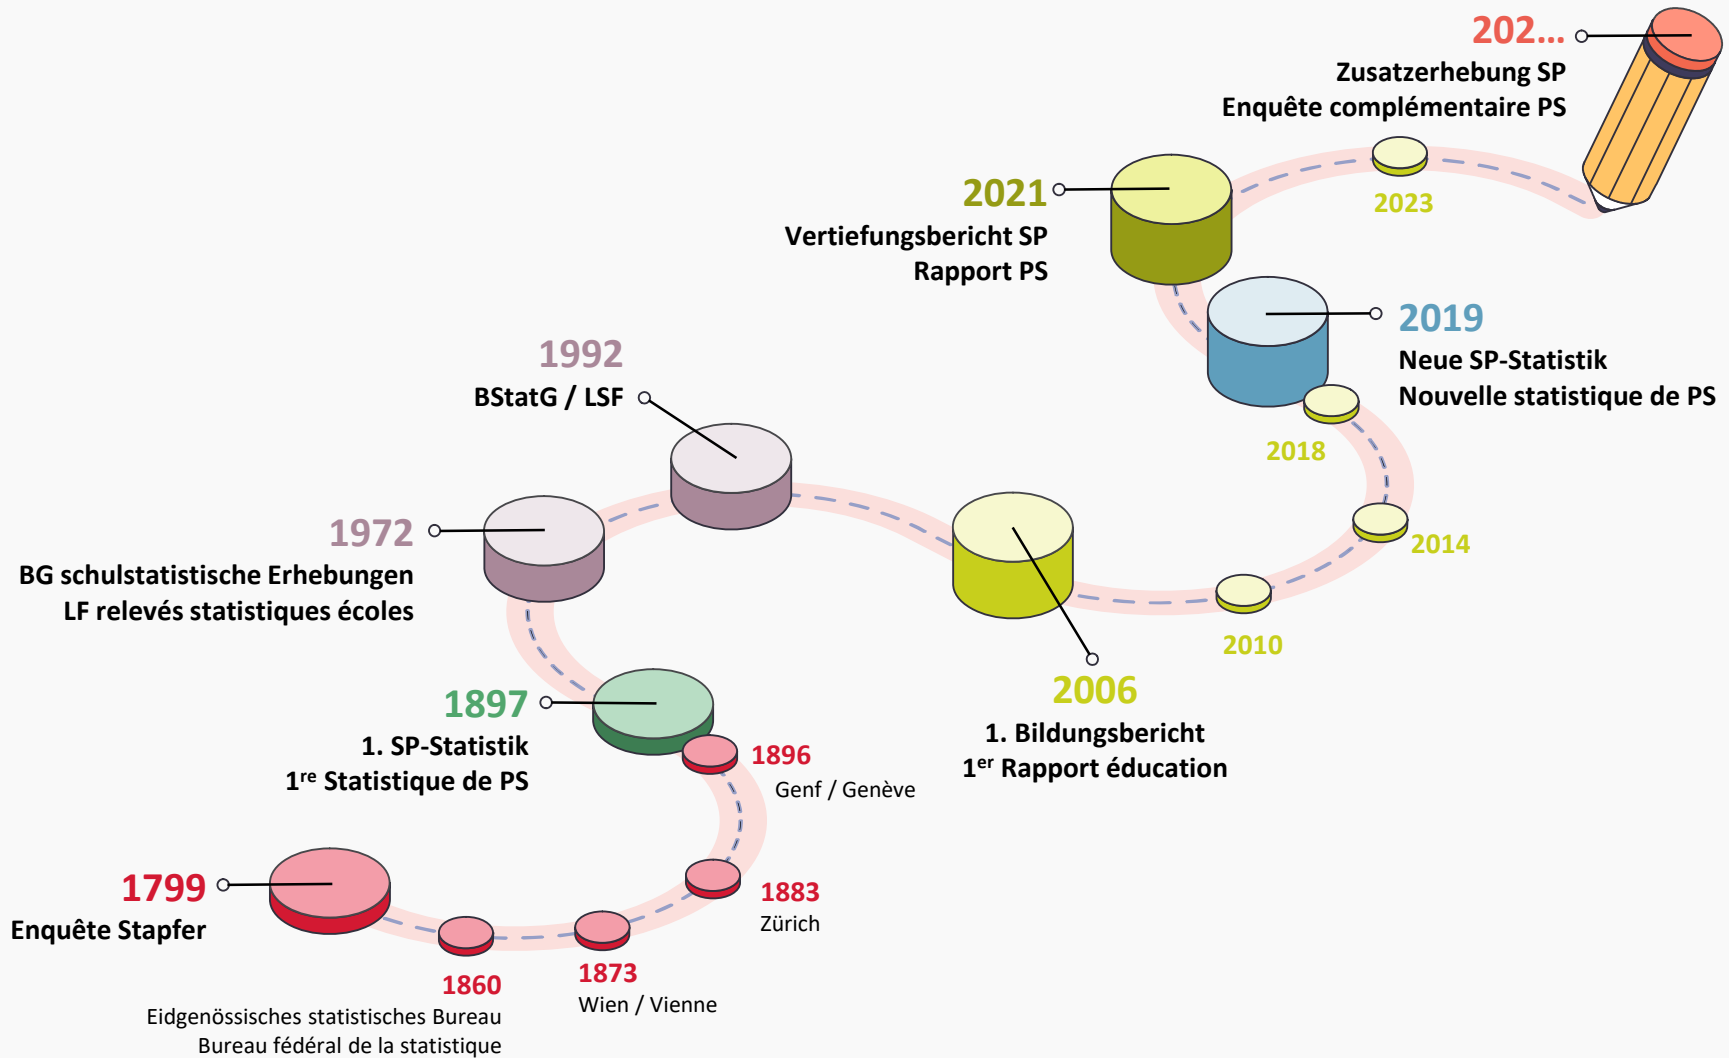 202...
Zusatzerhebung SP
Enquête complémentaire PS
2023
2021
Vertiefungsbericht SP
Rapport PS
2019
Neue SP-Statistik
Nouvelle statistique de PS
2018
2014
2010
2006
1. Bildungsbericht
1er Rapport éducation
1992
BStatG / LSF
1972
BG schulstatistische Erhebungen
LF relevés statistiques écoles
1897
1. SP-Statistik
1re Statistique de PS
1896
Genf / Genève
1883
Zürich
1873
Wien / Vienne
1860
Eidgenössisches statistisches Bureau
Bureau fédéral de la statistique
1799
Enquête Stapfer